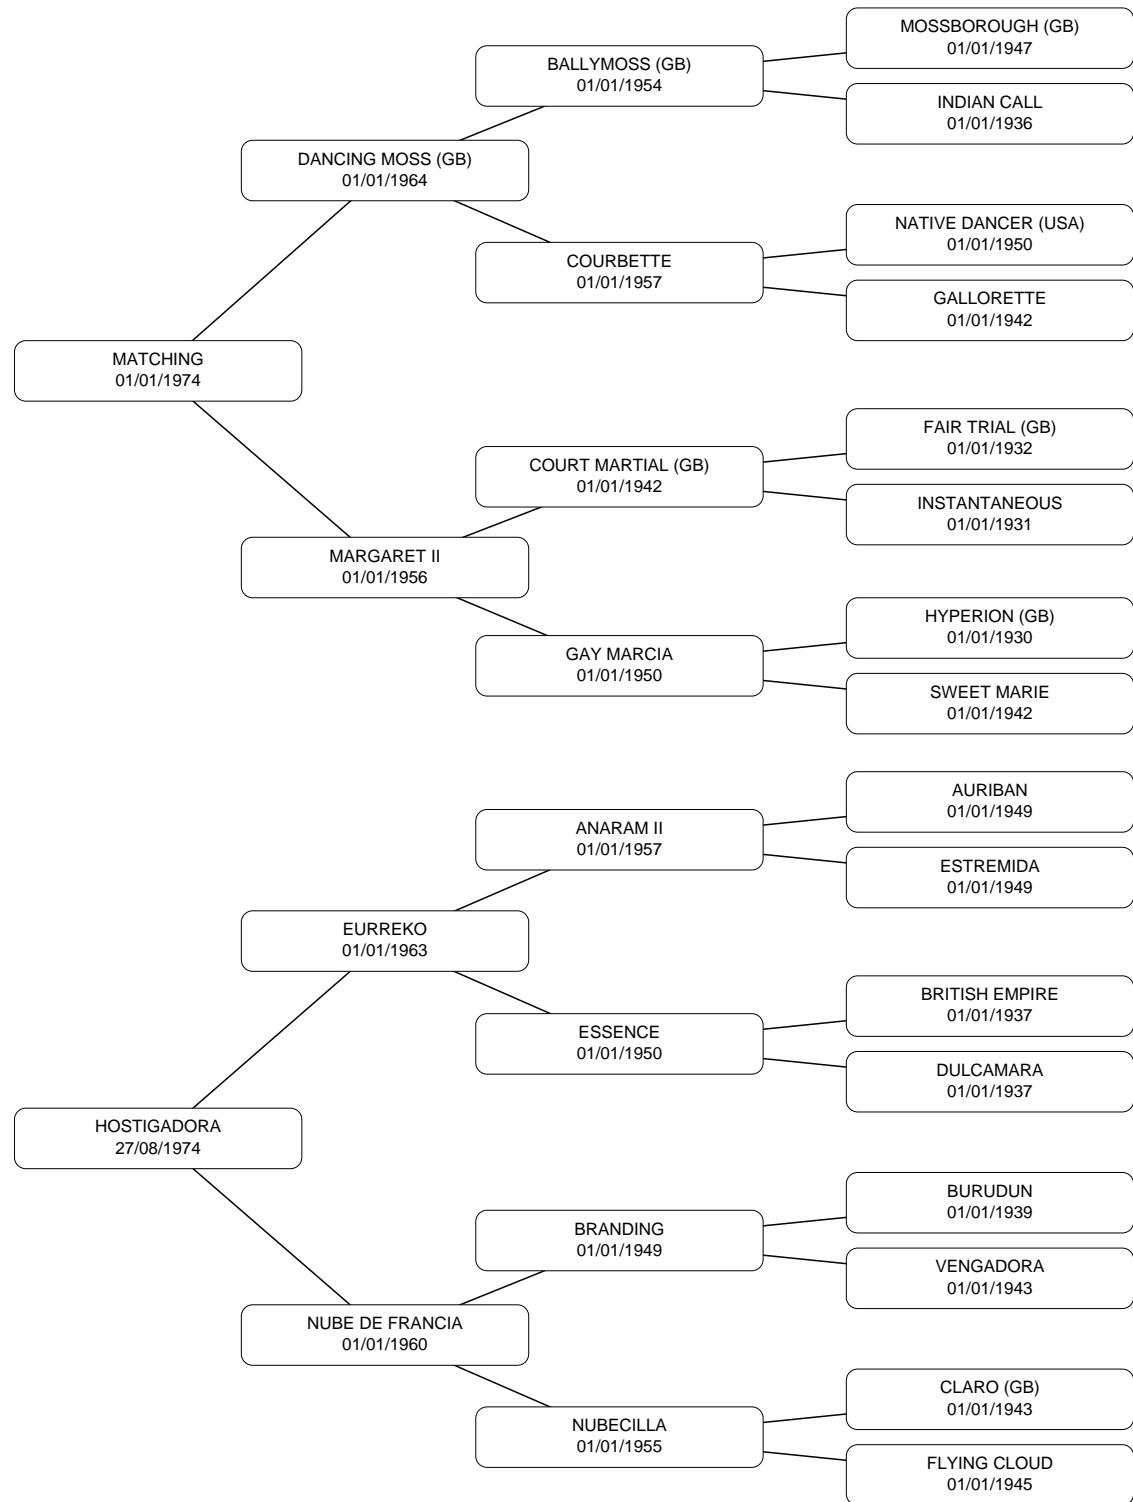 MOSSBOROUGH (GB)
01/01/1947
BALLYMOSS (GB)
01/01/1954
INDIAN CALL
01/01/1936
DANCING MOSS (GB)
01/01/1964
NATIVE DANCER (USA)
01/01/1950
COURBETTE
01/01/1957
GALLORETTE
01/01/1942
MATCHING
01/01/1974
FAIR TRIAL (GB)
01/01/1932
COURT MARTIAL (GB)
01/01/1942
INSTANTANEOUS
01/01/1931
MARGARET II
01/01/1956
HYPERION (GB)
01/01/1930
GAY MARCIA
01/01/1950
SWEET MARIE
01/01/1942
AURIBAN
01/01/1949
ANARAM II
01/01/1957
ESTREMIDA
01/01/1949
EURREKO
01/01/1963
BRITISH EMPIRE
01/01/1937
ESSENCE
01/01/1950
DULCAMARA
01/01/1937
HOSTIGADORA
27/08/1974
BURUDUN
01/01/1939
BRANDING
01/01/1949
VENGADORA
01/01/1943
NUBE DE FRANCIA
01/01/1960
CLARO (GB)
01/01/1943
NUBECILLA
01/01/1955
FLYING CLOUD
01/01/1945